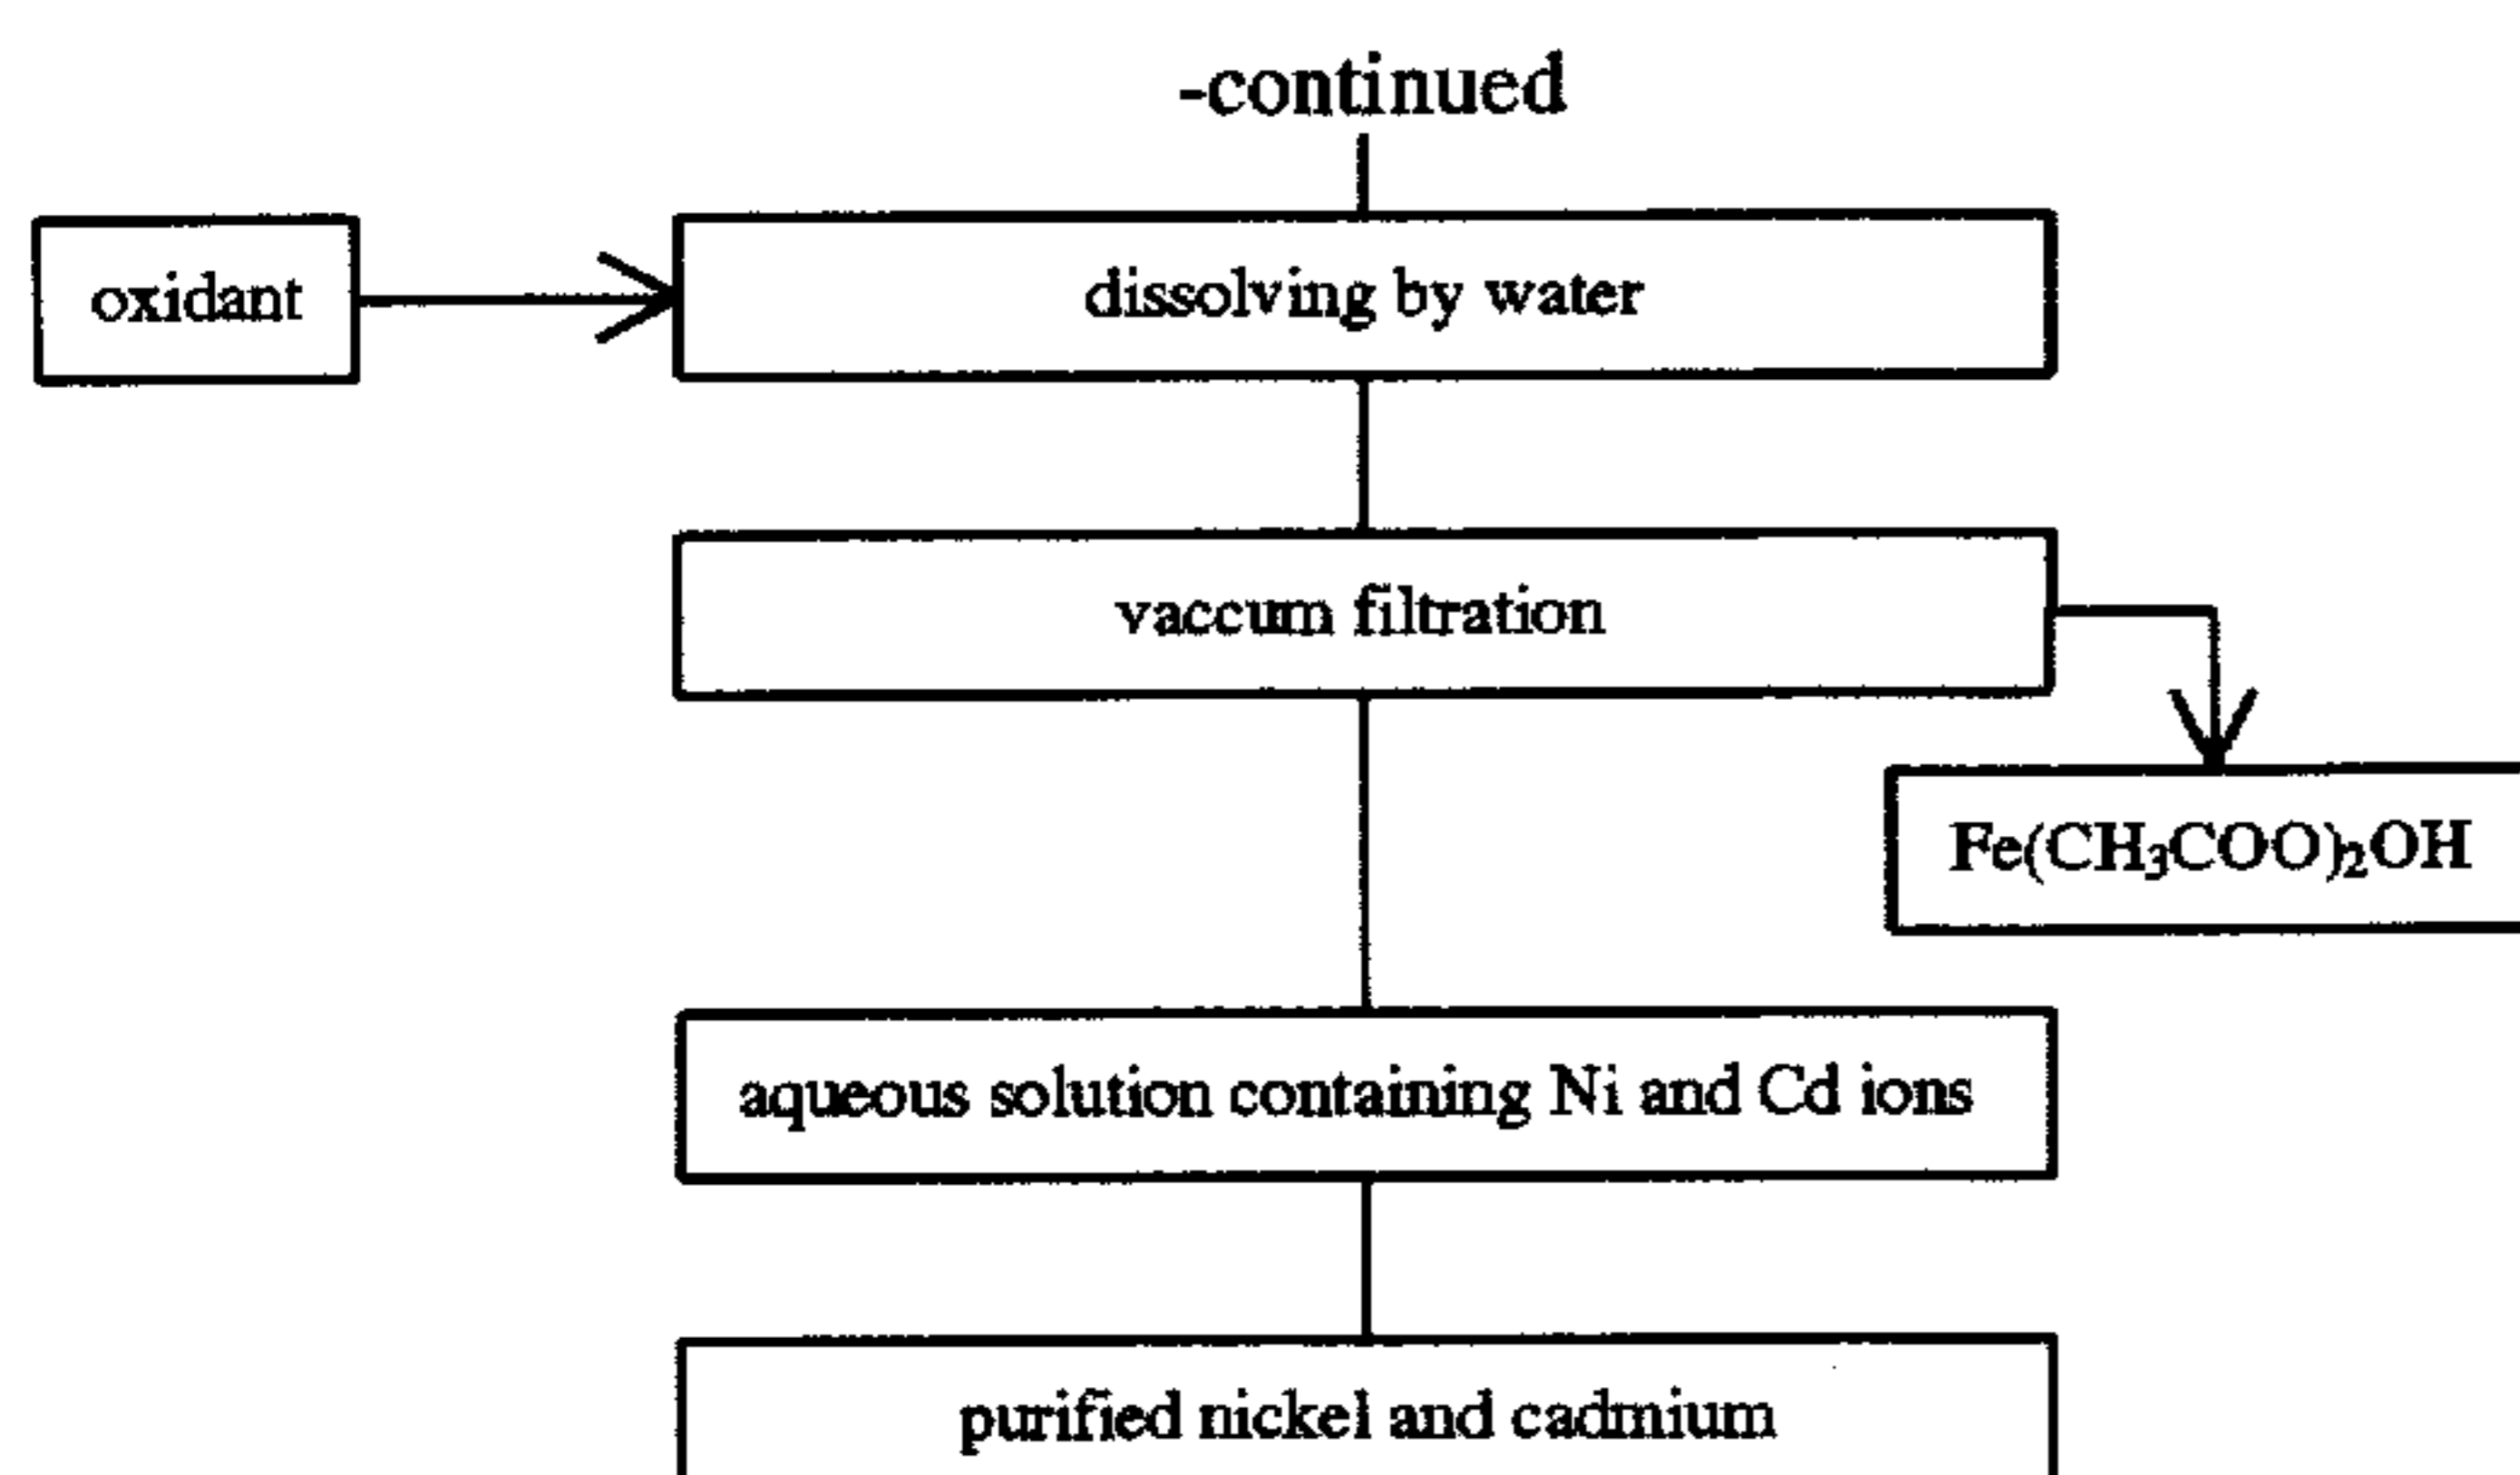 -continued
oxidant
dissolving by water
vaccum filtration
Fe(CH₃COO)₂OH
aqueous solution containing Ni and Cd ions
purified nickel and cadmium